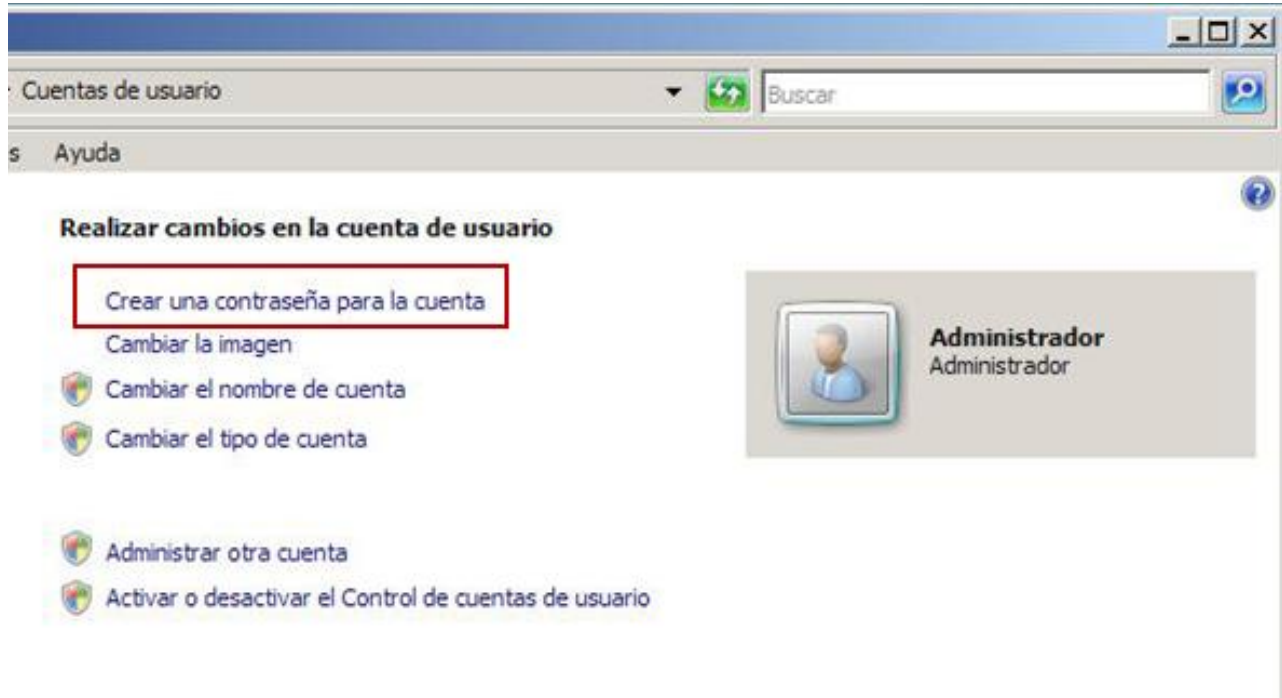 Cuentas de usuario
Buscar
s Ayuda
Realizar cambios en la cuenta de usuario
Crear una contraseña para la cuenta
Cambiar la imagen
Cambiar el nombre de cuenta
Cambiar el tipo de cuenta
Administrar otra cuenta
Activar o desactivar el Control de cuentas de usuario
Administrador
Administrador